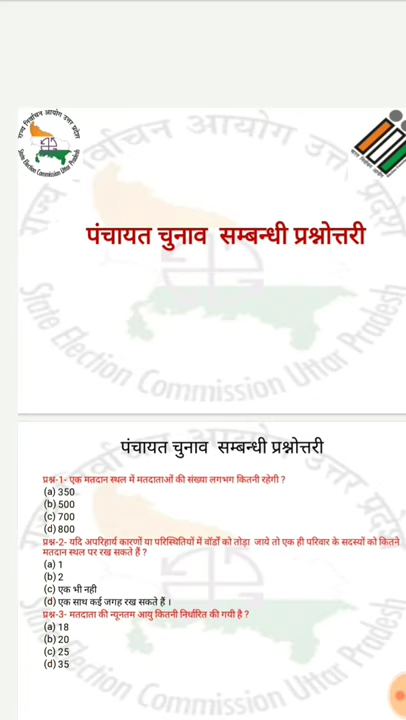 राज्य निर्वाचन आयोग उत्तर प्रदेश
State Election Commission Uttar Pradesh
पंचायत चुनाव सम्बन्धी प्रश्नोत्तरी
पंचायत चुनाव सम्बन्धी प्रश्नोत्तरी
प्रश्न-1- एक मतदान स्थल में मतदाताओं की संख्या लगभग कितनी रहेगी ?
(a) 350
(b) 500
(c) 700
(d) 800
प्रश्न-2- यदि अपरिहार्य कारणों या परिस्थितियों में वॉर्डों को तोड़ा जाये तो एक ही परिवार के सदस्यों को कितने
मतदान स्थल पर रख सकते हैं ?
(a) 1
(b) 2
(c) एक भी नही
(d) एक साथ कई जगह रख सकते हैं ।
प्रश्न-3- मतदाता की न्यूनतम आयु कितनी निर्धारित की गयी है ?
(a) 18
(b) 20
(c) 25
(d) 35